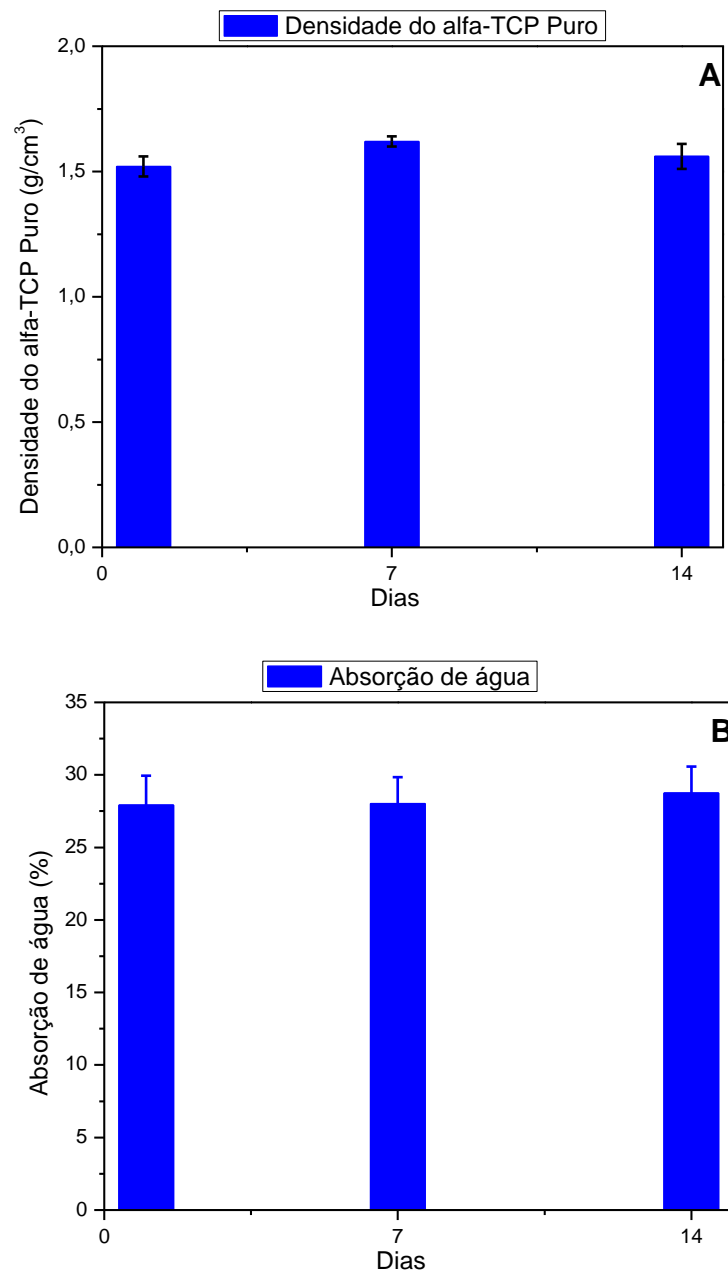 Densidade do alfa-TCP Puro
A
2,0
1,5
1,0
0,5
0,0
Densidade do alfa-TCP Puro (g/cm³)
0 7 14
Dias
Absorção de água
B
35
30
25
20
15
10
5
0
Absorção de água (%)
0 7 14
Dias